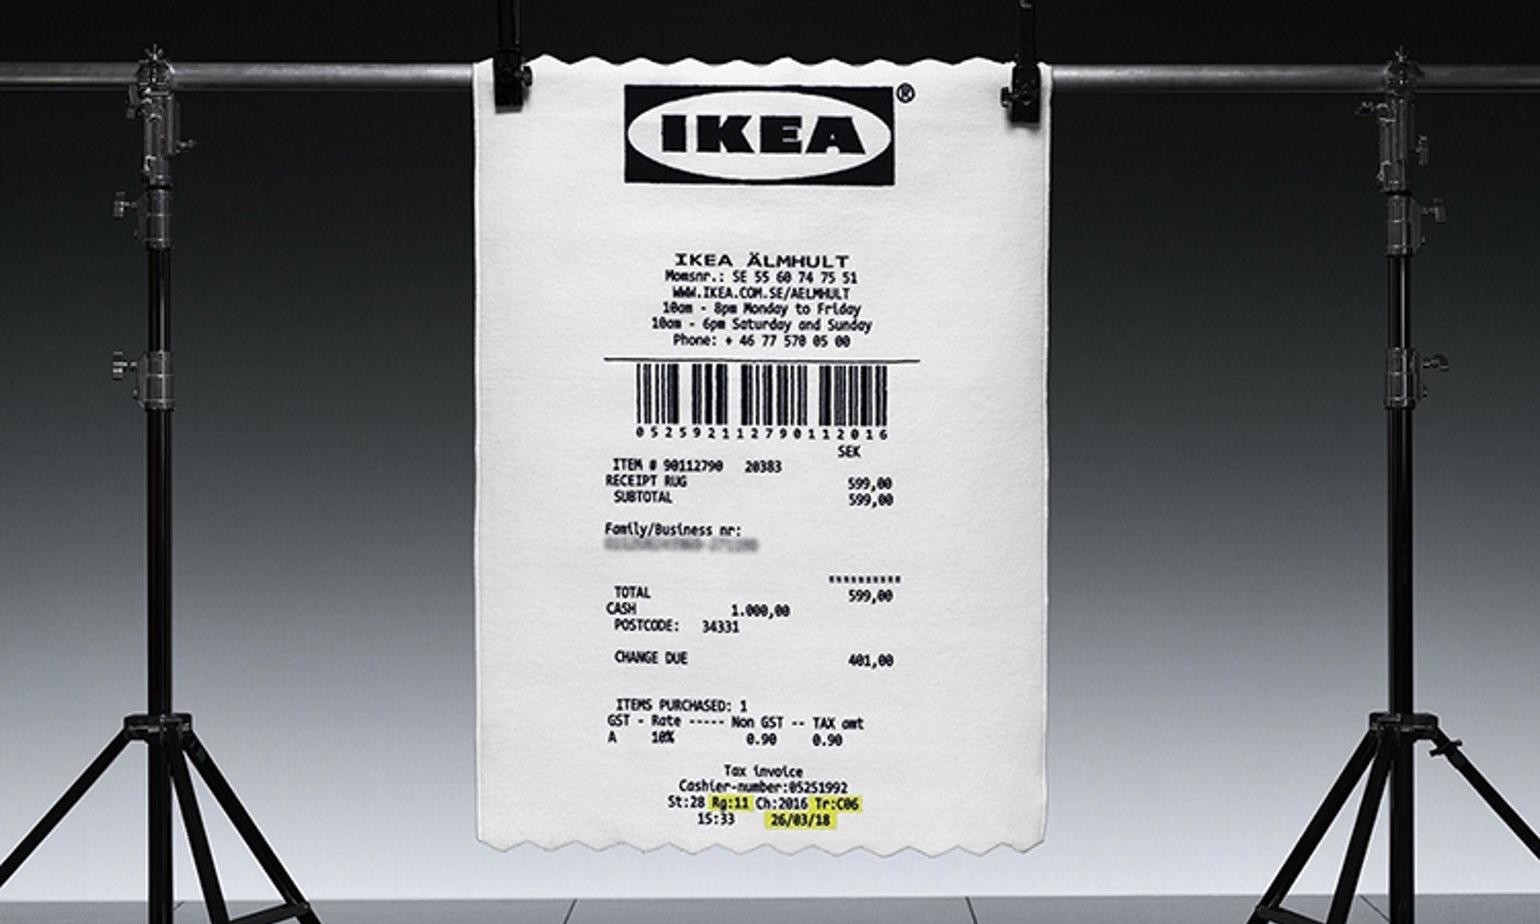 IKEA ®
IKEA ÄLMHULT
Momsnr.: SE 55 60 74 75 51
WWW.IKEA.COM.SE/AELMHULT
10am - 8pm Monday to Friday
10am - 6pm Saturday and Sunday
Phone: + 46 77 570 05 00
052592112790112016
SEK
ITEM # 90112790 20383
RECEIPT RUG 599,00
SUBTOTAL 599,00
Family/Business nr:
**********
TOTAL 599,00
CASH 1.000,00
POSTCODE: 34331
CHANGE DUE 401,00
ITEMS PURCHASED: 1
GST - Rate ----- Non GST -- TAX amt
A 10% 0.90 0.90
Tax invoice
Cashier-number:05251992
St:28 Rg:11 Ch:2016 Tr:C06
15:33 26/03/18